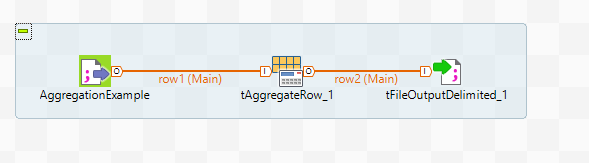 row1 (Main)
row2 (Main)
AggregationExample
tAggregateRow_1
tFileOutputDelimited_1